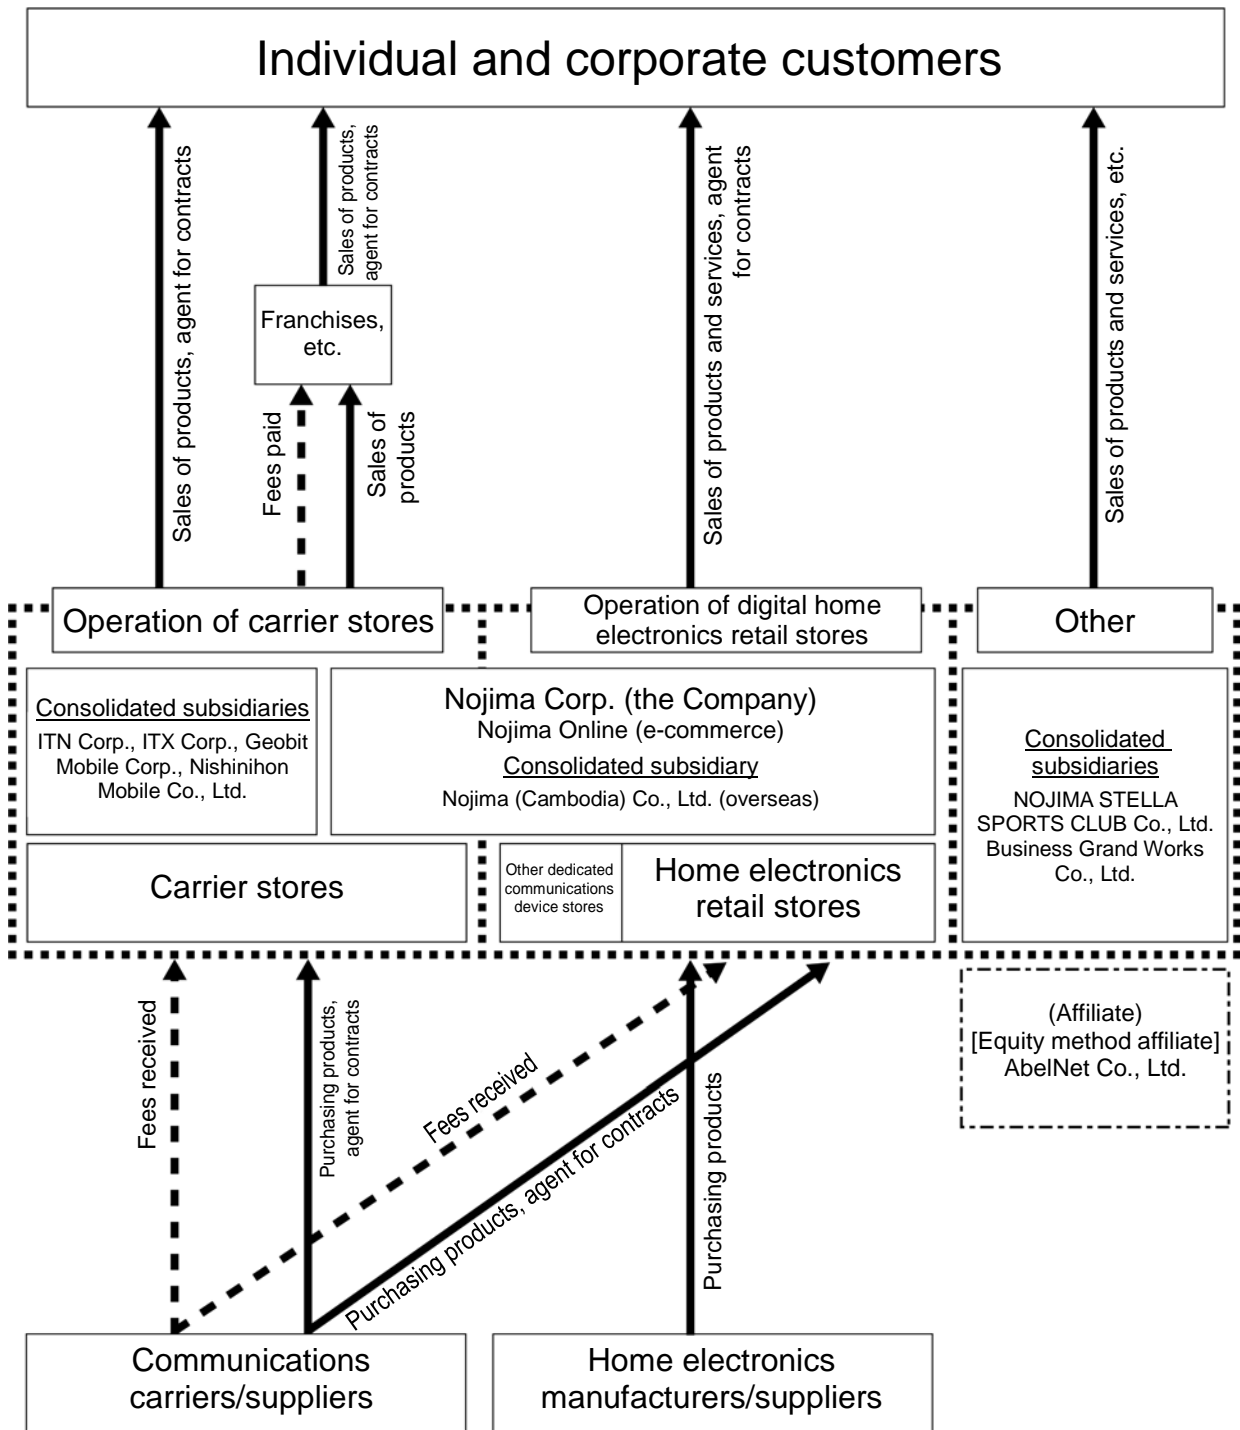 Individual and corporate customers
Sales of products, agent for contracts
Sales of products,
agent for contracts
Sales of products and services, agent
for contracts
Sales of products and services, etc.
Franchises,
etc.
Fees paid
Sales of
products
Operation of carrier stores
Operation of digital home
electronics retail stores
Other
Consolidated subsidiaries
ITN Corp., ITX Corp., Geobit
Mobile Corp., Nishinihon
Mobile Co., Ltd.
Nojima Corp. (the Company)
Nojima Online (e-commerce)
Consolidated subsidiary
Nojima (Cambodia) Co., Ltd. (overseas)
Consolidated
subsidiaries
NOJIMA STELLA
SPORTS CLUB Co., Ltd.
Business Grand Works
Co., Ltd.
Carrier stores
Other dedicated
communications
device stores
Home electronics
retail stores
Fees received
Purchasing products,
agent for contracts
Fees received
Purchasing products, agent for contracts
Purchasing products
(Affiliate)
[Equity method affiliate]
AbelNet Co., Ltd.
Communications
carriers/suppliers
Home electronics
manufacturers/suppliers